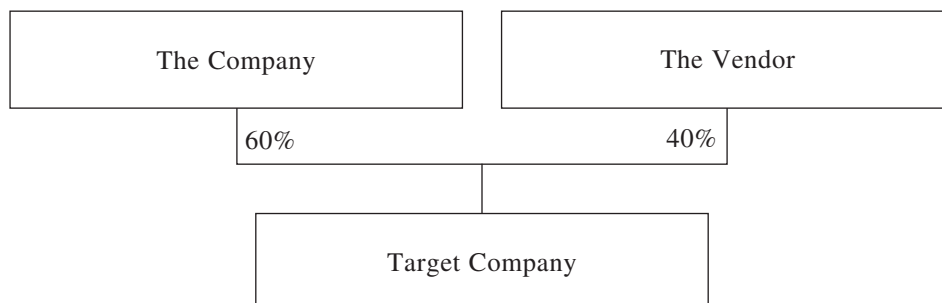 The Company
The Vendor
60%
40%
Target Company